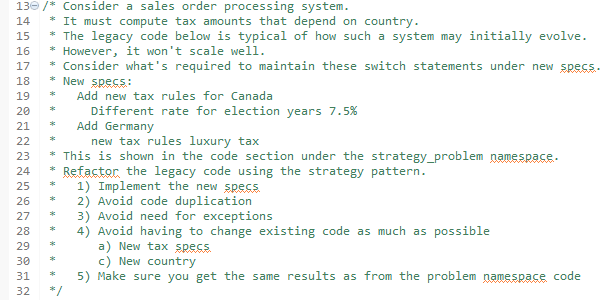 13 /* Consider a sales order processing system.
14 * It must compute tax amounts that depend on country.
15 * The legacy code below is typical of how such a system may initially evolve.
16 * However, it won't scale well.
17 * Consider what's required to maintain these switch statements under new specs.
18 * New specs:
19 *   Add new tax rules for Canada
20 *     Different rate for election years 7.5%
21 *   Add Germany
22 *     new tax rules luxury tax
23 * This is shown in the code section under the strategy_problem namespace.
24 * Refactor the legacy code using the strategy pattern.
25 *   1) Implement the new specs
26 *   2) Avoid code duplication
27 *   3) Avoid need for exceptions
28 *   4) Avoid having to change existing code as much as possible
29 *      a) New tax specs
30 *      c) New country
31 *   5) Make sure you get the same results as from the problem namespace code
32 */